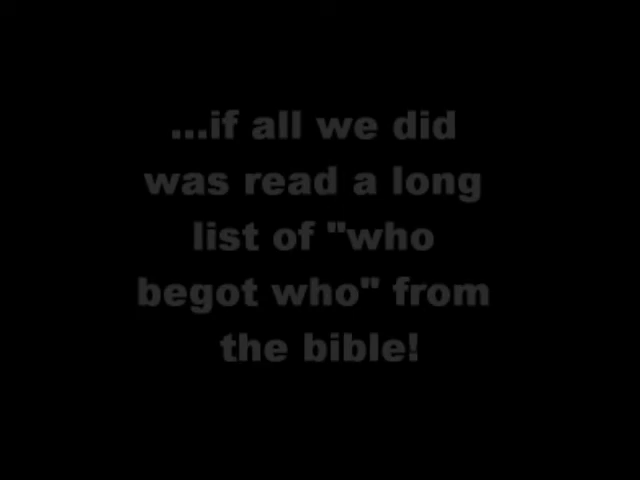 ...if all we did
was read a long
list of "who
begot who" from
the bible!